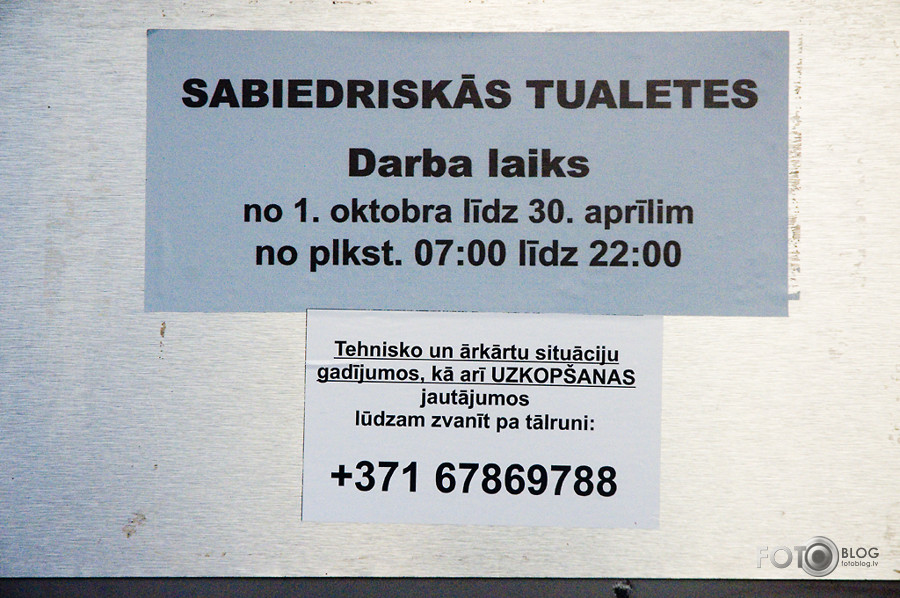 SABIEDRISKĀS TUALETES
Darba laiks
no 1. oktobra līdz 30. aprīlim
no plkst. 07:00 līdz 22:00
Tehnisko un ārkārtu situāciju
gadījumos, kā arī UZKOPŠANAS
jautājumos
lūdzam zvanīt pa tālruni:
+371 67869788
FOTO BLOG
fotoblog.lv